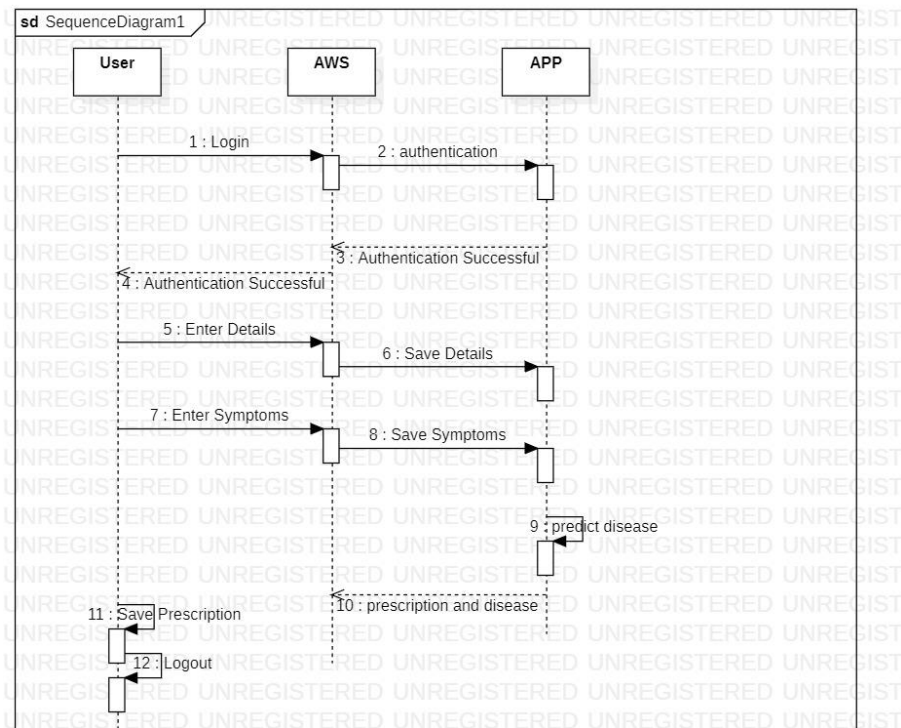 sd SequenceDiagram1
User
AWS
APP
1 : Login
2 : authentication
3 : Authentication Successful
4 : Authentication Successful
5 : Enter Details
6 : Save Details
7 : Enter Symptoms
8 : Save Symptoms
9 : predict disease
10 : prescription and disease
11 : Save Prescription
12 : Logout
UNREGISTERED